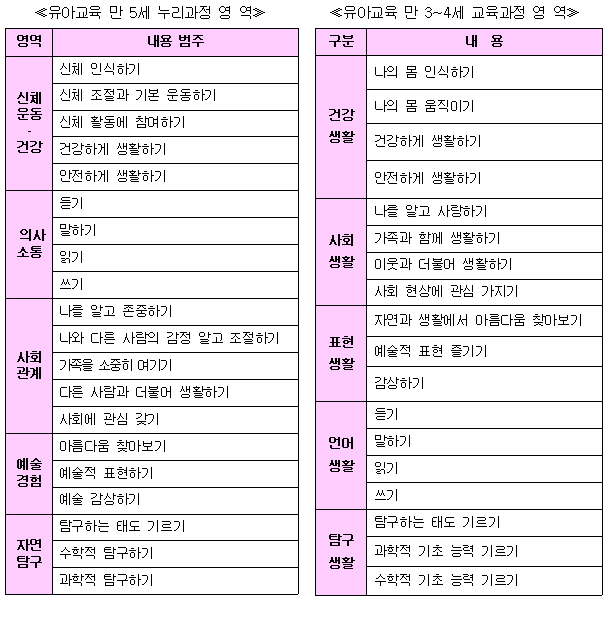 ≪유아교육 만 5세 누리과정 영 역≫
영역 내용 범주
신체 운동 - 건강
신체 인식하기
신체 조절과 기본 운동하기
신체 활동에 참여하기
건강하게 생활하기
안전하게 생활하기
의사 소통
듣기
말하기
읽기
쓰기
사회 관계
나를 알고 존중하기
나와 다른 사람의 감정 알고 조절하기
가족을 소중히 여기기
다른 사람과 더불어 생활하기
사회에 관심 갖기
예술 경험
아름다움 찾아보기
예술적 표현하기
예술 감상하기
자연 탐구
탐구하는 태도 기르기
수학적 탐구하기
과학적 탐구하기
≪유아교육 만 3~4세 교육과정 영 역≫
구분 내 용
건강 생활
나의 몸 인식하기
나의 몸 움직이기
건강하게 생활하기
안전하게 생활하기
사회 생활
나를 알고 사랑하기
가족과 함께 생활하기
이웃과 더불어 생활하기
사회 현상에 관심 가지기
표현 생활
자연과 생활에서 아름다움 찾아보기
예술적 표현 즐기기
감상하기
언어 생활
듣기
말하기
읽기
쓰기
탐구 생활
탐구하는 태도 기르기
과학적 기초 능력 기르기
수학적 기초 능력 기르기